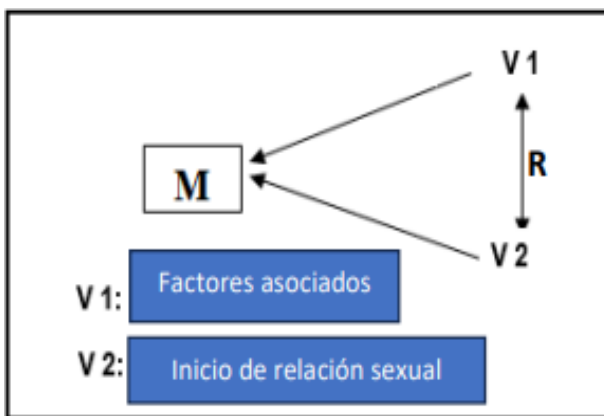 V 1
M
R
V 2
V 1: Factores asociados
V 2: Inicio de relación sexual